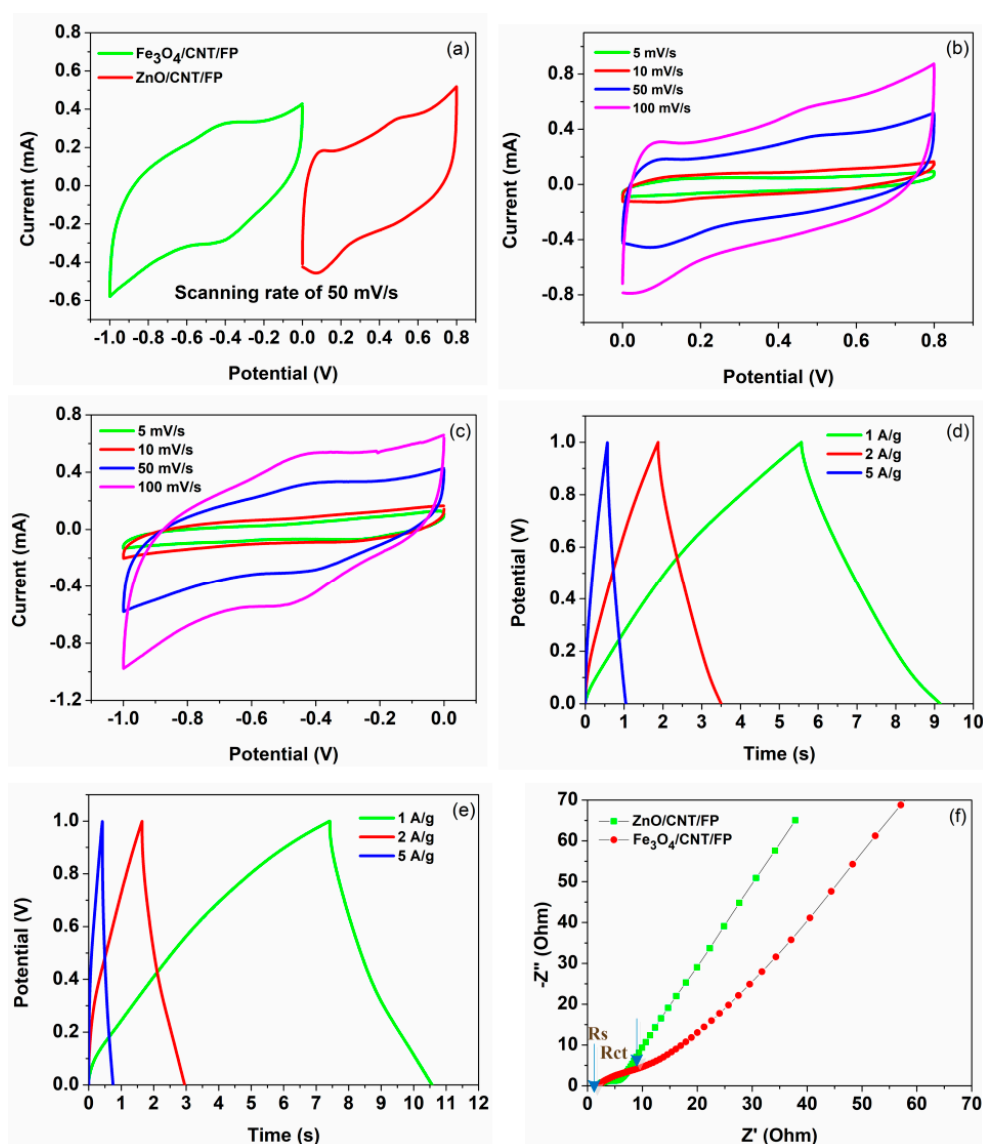 (a)
Fe3O4/CNT/FP
ZnO/CNT/FP
Current (mA)
0.8
0.6
0.4
0.2
0.0
-0.2
-0.4
-0.6
Scanning rate of 50 mV/s
-1.0 -0.8 -0.6 -0.4 -0.2 0.0 0.2 0.4 0.6 0.8
Potential (V)
(b)
5 mV/s
10 mV/s
50 mV/s
100 mV/s
Current (mA)
1.2
0.8
0.4
0.0
-0.4
-0.8
0.0 0.2 0.4 0.6 0.8
Potential (V)
(c)
5 mV/s
10 mV/s
50 mV/s
100 mV/s
Current (mA)
0.8
0.4
0.0
-0.4
-0.8
-1.2
-1.0 -0.8 -0.6 -0.4 -0.2 0.0
Potential (V)
(d)
1 A/g
2 A/g
5 A/g
Potential (V)
1.0
0.8
0.6
0.4
0.2
0.0
0 1 2 3 4 5 6 7 8 9 10
Time (s)
(e)
1 A/g
2 A/g
5 A/g
Potential (V)
1.0
0.8
0.6
0.4
0.2
0.0
0 1 2 3 4 5 6 7 8 9 10 11 12
Time (s)
(f)
ZnO/CNT/FP
Fe3O4/CNT/FP
-Z" (Ohm)
70
60
50
40
30
20
10
0
Rs
Rct
0 10 20 30 40 50 60 70
Z' (Ohm)